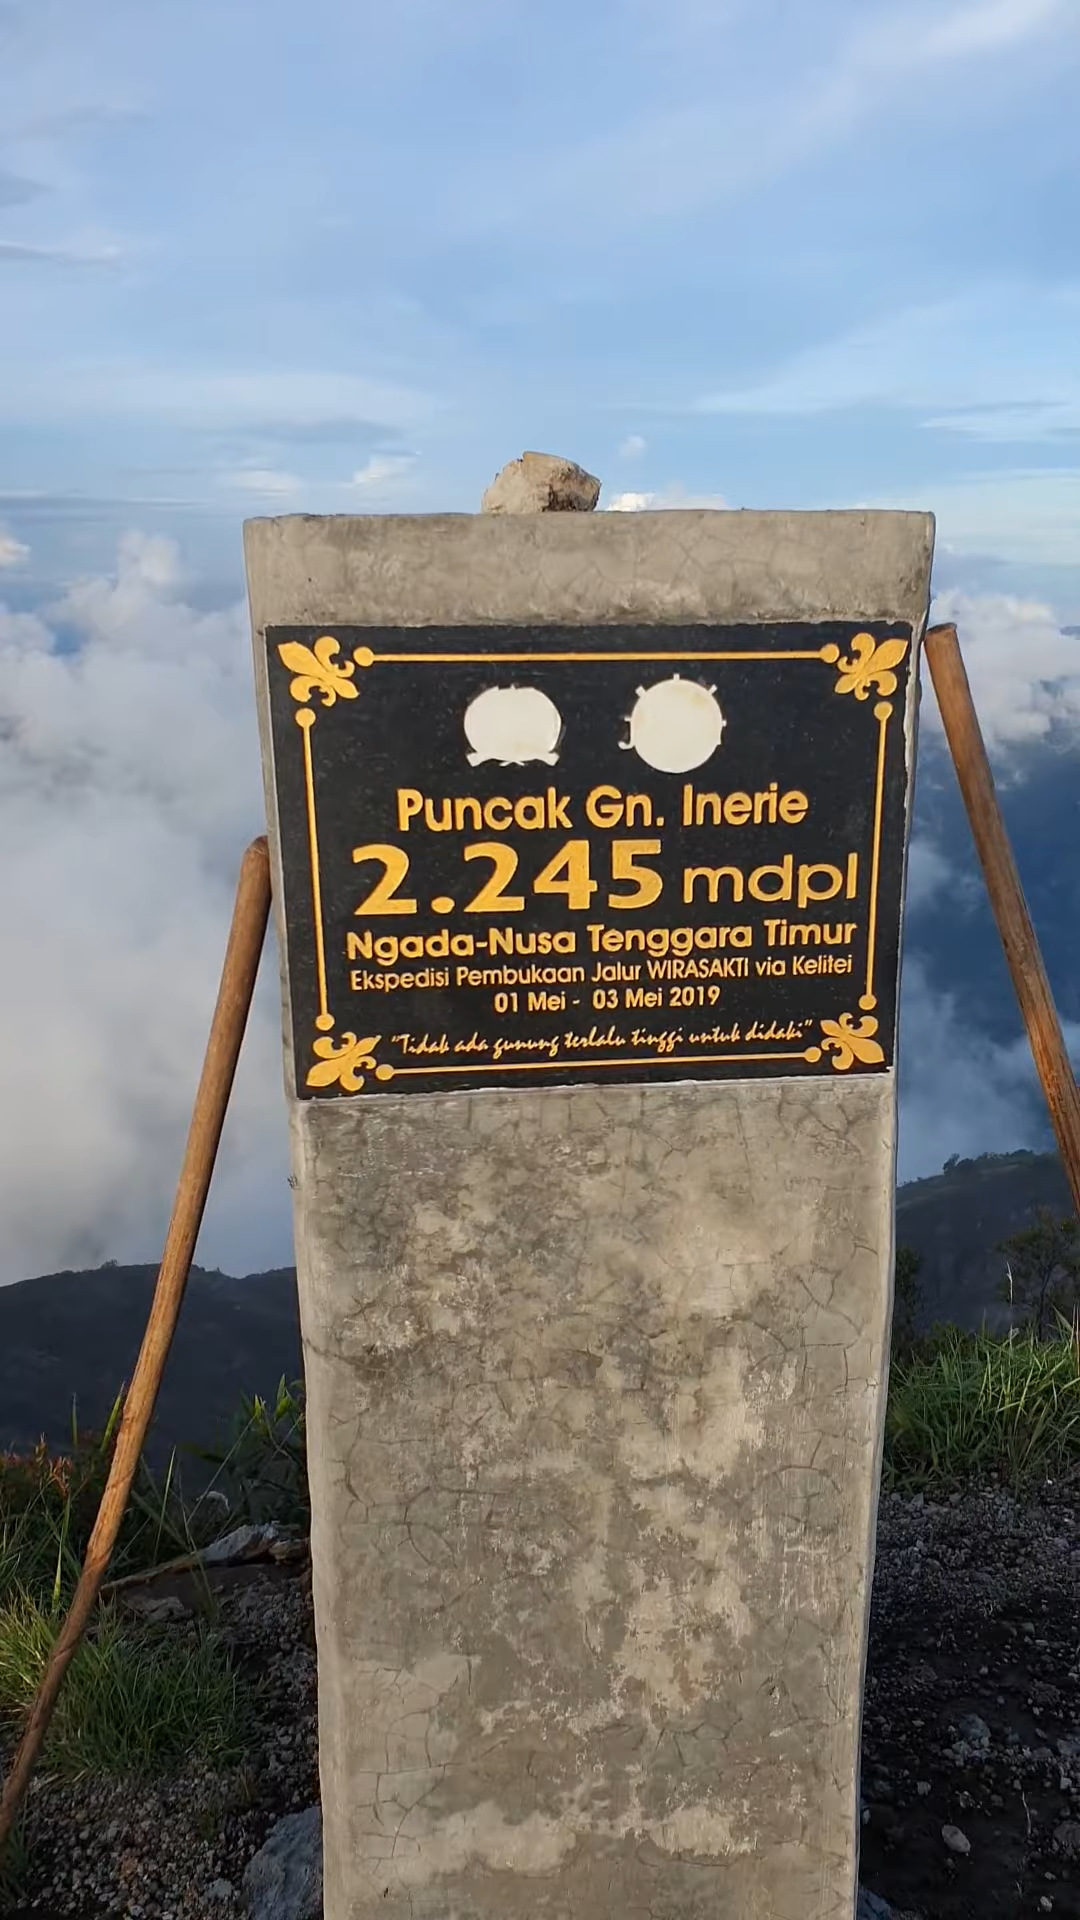 Puncak Gn. Inerie
2.245 mdpl
Ngada-Nusa Tenggara Timur
Ekspedisi Pembukaan Jalur WIRASAKTI via Kelitei
01 Mei - 03 Mei 2019
"Tidak ada gunung terlalu tinggi untuk didaki"